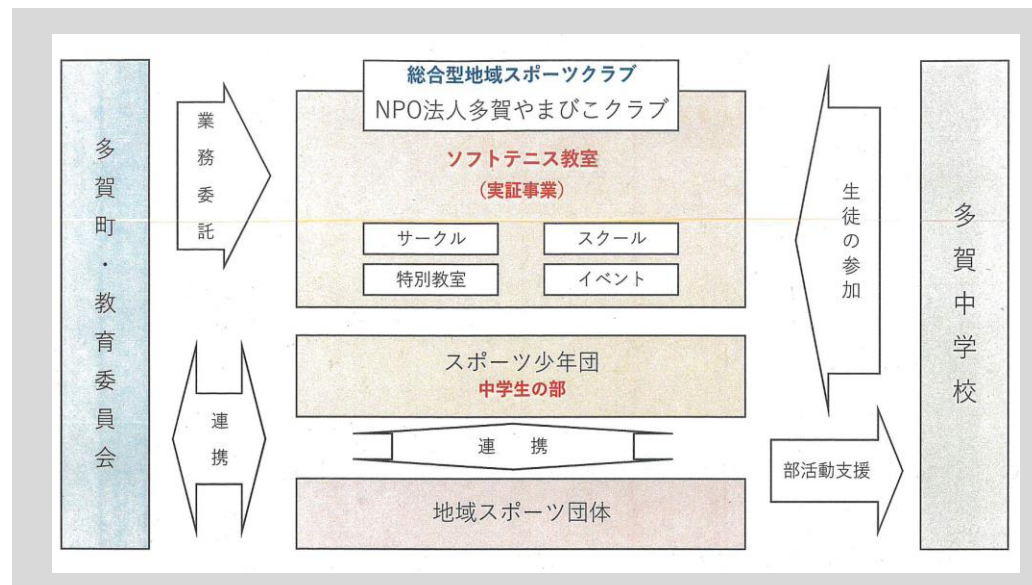 多賀町・教育委員会
業務委託
総合型地域スポーツクラブ
NPO法人多賀やまびこクラブ
ソフトテニス教室
(実証事業)
サークル
スクール
特別教室
イベント
連携
スポーツ少年団
中学生の部
連　携
地域スポーツ団体
生徒の参加
部活動支援
多賀中学校